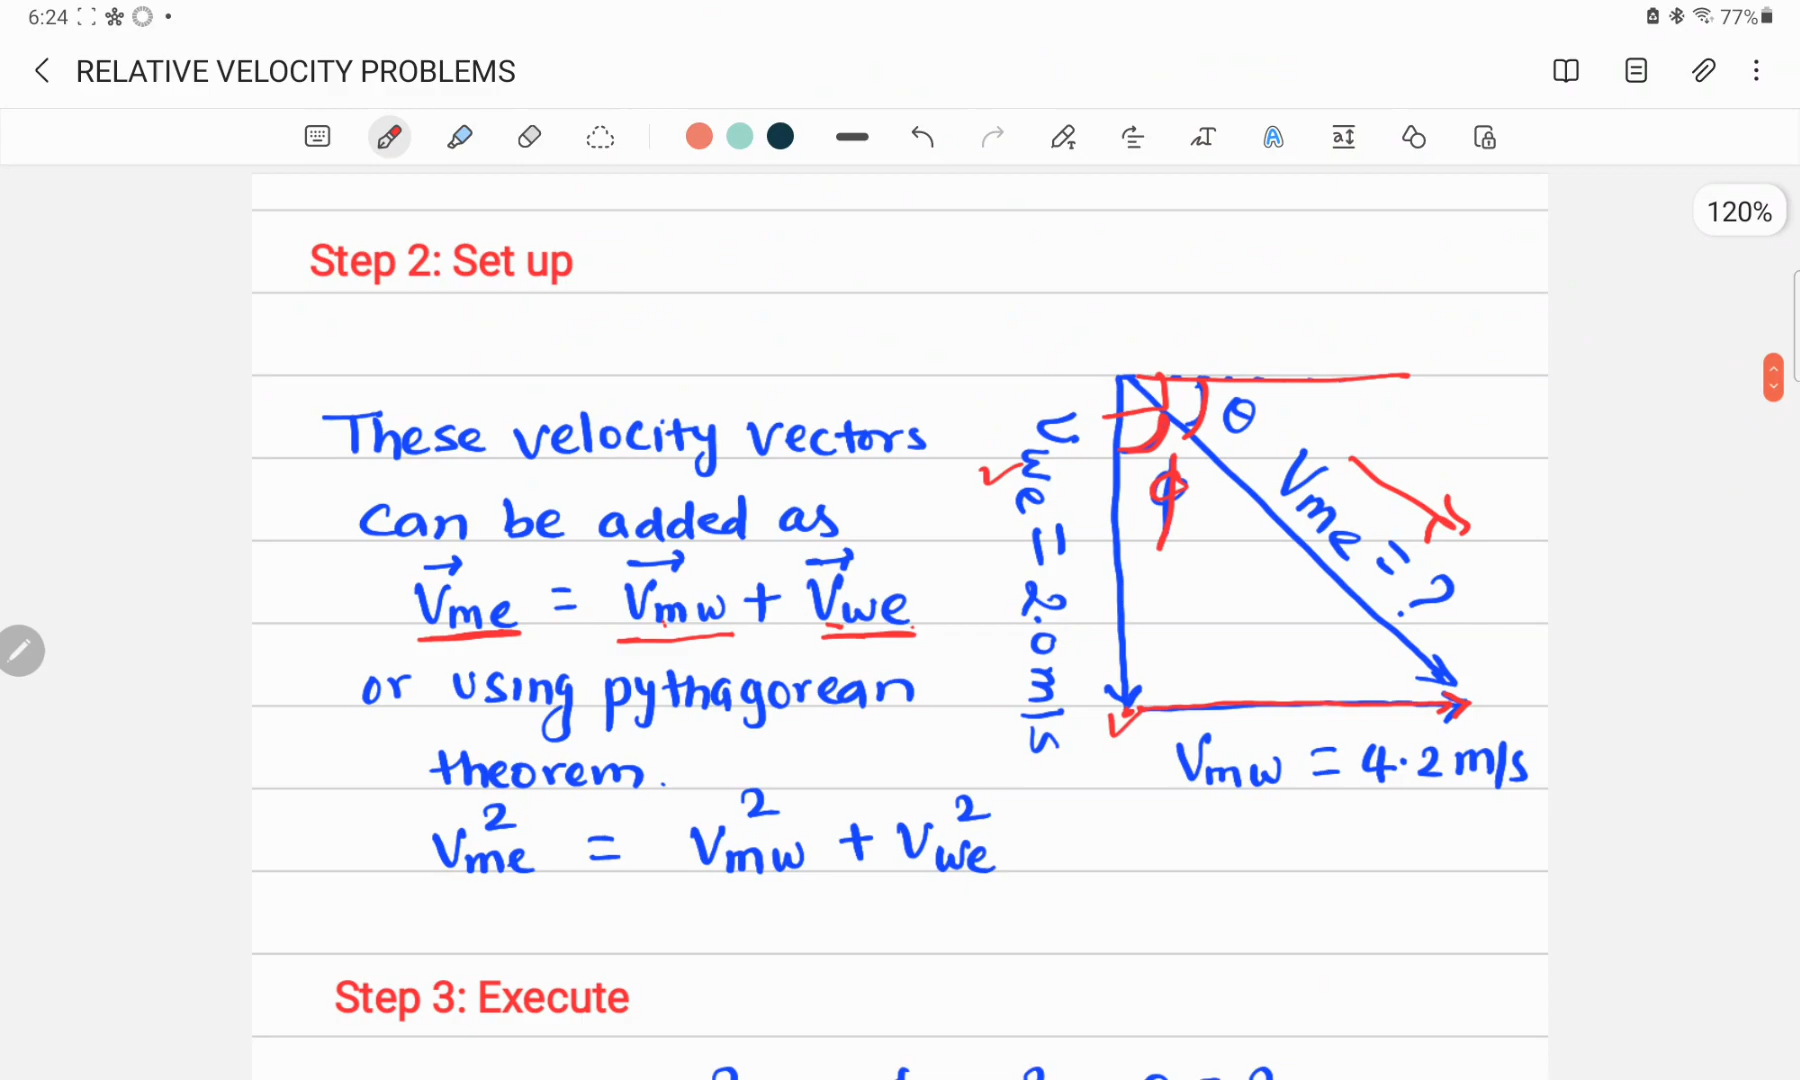 6:24
77%
RELATIVE VELOCITY PROBLEMS
120%
Step 2: Set up
These velocity vectors
can be added as
Vme = Vmw + Vwe
or using pythagorean
theorem.
Vme² = Vmw² + Vwe²
θ
φ
Vwe = 2.0 m/s
Vme = ?
Vmw = 4.2 m/s
Step 3: Execute